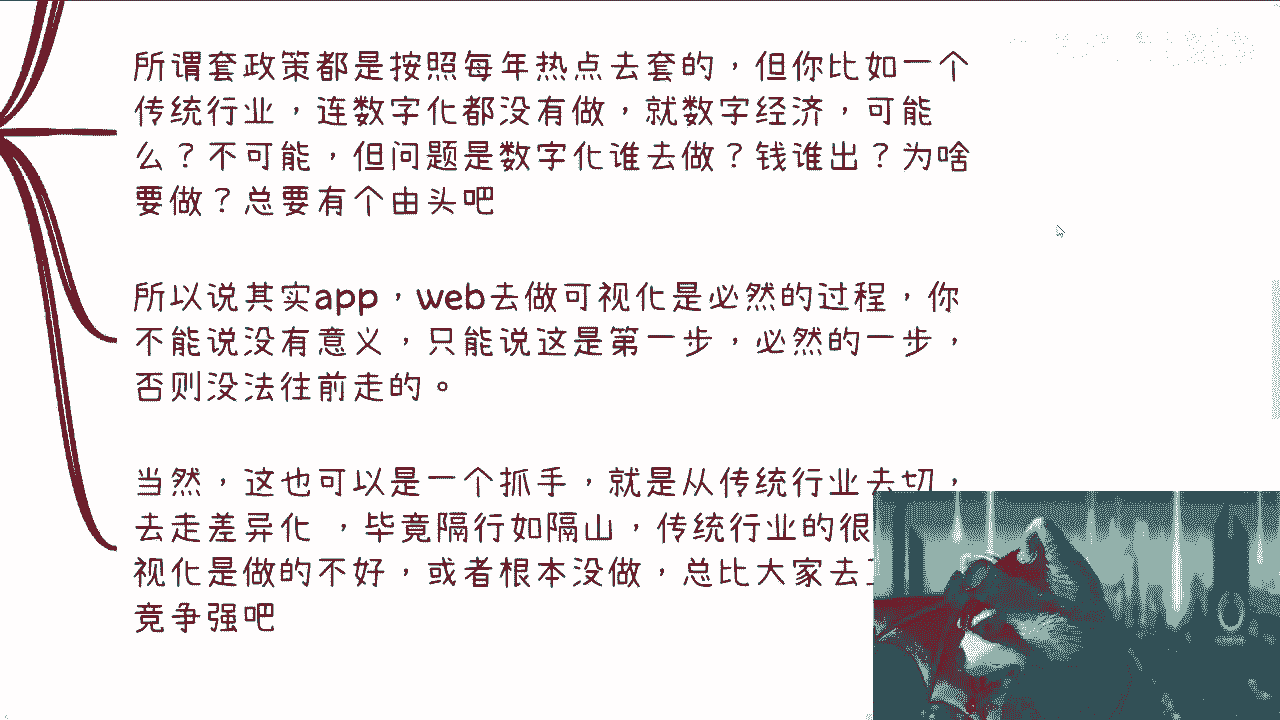 所谓套政策都是按照每年热点去套的，但你比如一个
传统行业，连数字化都没有做，就数字经济，可能
么？不可能，但问题是数字化谁去做？钱谁出？为啥
要做？总要有个由头吧
所以说其实app，web去做可视化是必然的过程，你
不能说没有意义，只能说这是第一步，必然的一步，
否则没法往前走的。
当然，这也可以是一个抓手，就是从传统行业去切，
去走差异化 ，毕竟隔行如隔山，传统行业的很
视化是做的不好，或者根本没做，总比大家去
竞争强吧